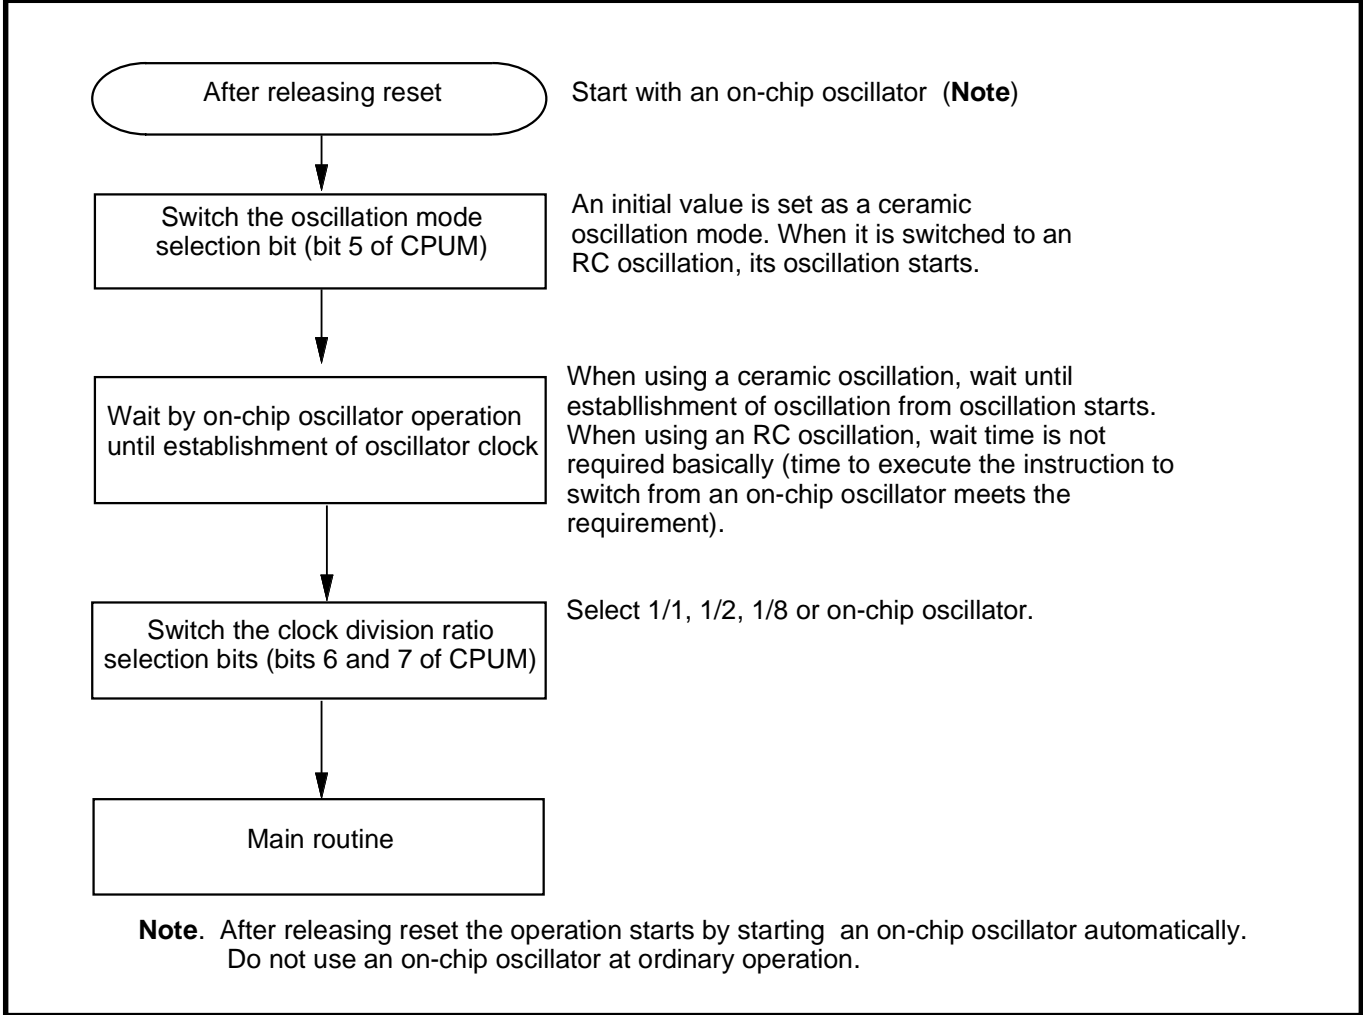 After releasing reset
Start with an on-chip oscillator (Note)
Switch the oscillation mode
selection bit (bit 5 of CPUM)
An initial value is set as a ceramic
oscillation mode. When it is switched to an
RC oscillation, its oscillation starts.
Wait by on-chip oscillator operation
until establishment of oscillator clock
When using a ceramic oscillation, wait until
establlishment of oscillation from oscillation starts.
When using an RC oscillation, wait time is not
required basically (time to execute the instruction to
switch from an on-chip oscillator meets the
requirement).
Switch the clock division ratio
selection bits (bits 6 and 7 of CPUM)
Select 1/1, 1/2, 1/8 or on-chip oscillator.
Main routine
Note. After releasing reset the operation starts by starting an on-chip oscillator automatically.
Do not use an on-chip oscillator at ordinary operation.